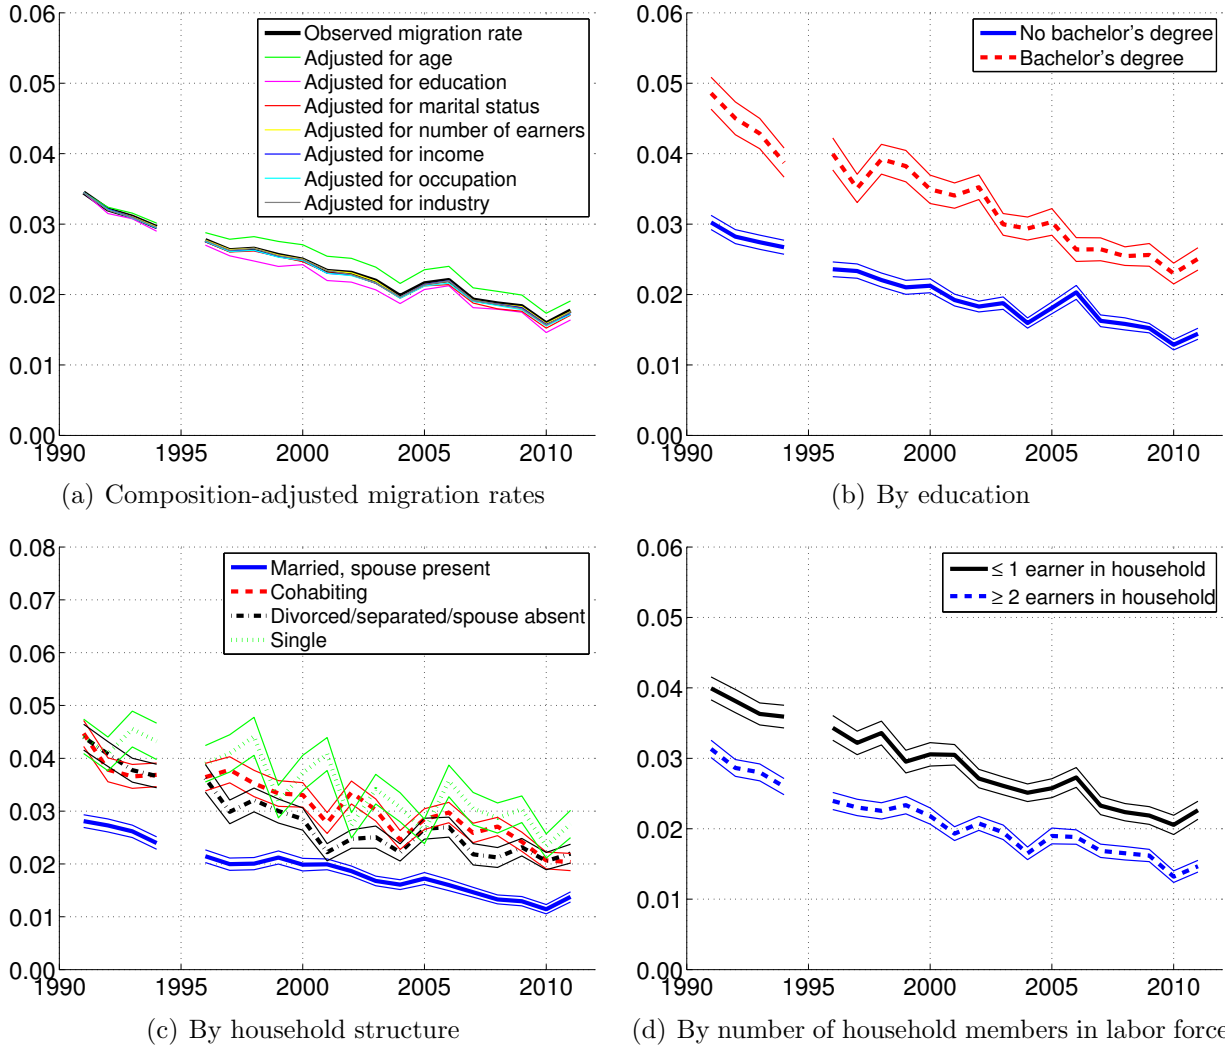 0.06
0.05
0.04
0.03
0.02
0.01
0.00
1990 1995 2000 2005 2010
Observed migration rate
Adjusted for age
Adjusted for education
Adjusted for marital status
Adjusted for number of earners
Adjusted for income
Adjusted for occupation
Adjusted for industry
(a) Composition-adjusted migration rates
0.06
0.05
0.04
0.03
0.02
0.01
0.00
1990 1995 2000 2005 2010
No bachelor's degree
Bachelor's degree
(b) By education
0.08
0.07
0.06
0.05
0.04
0.03
0.02
0.01
0.00
1990 1995 2000 2005 2010
Married, spouse present
Cohabiting
Divorced/separated/spouse absent
Single
(c) By household structure
0.06
0.05
0.04
0.03
0.02
0.01
0.00
1990 1995 2000 2005 2010
≤ 1 earner in household
≥ 2 earners in household
(d) By number of household members in labor force